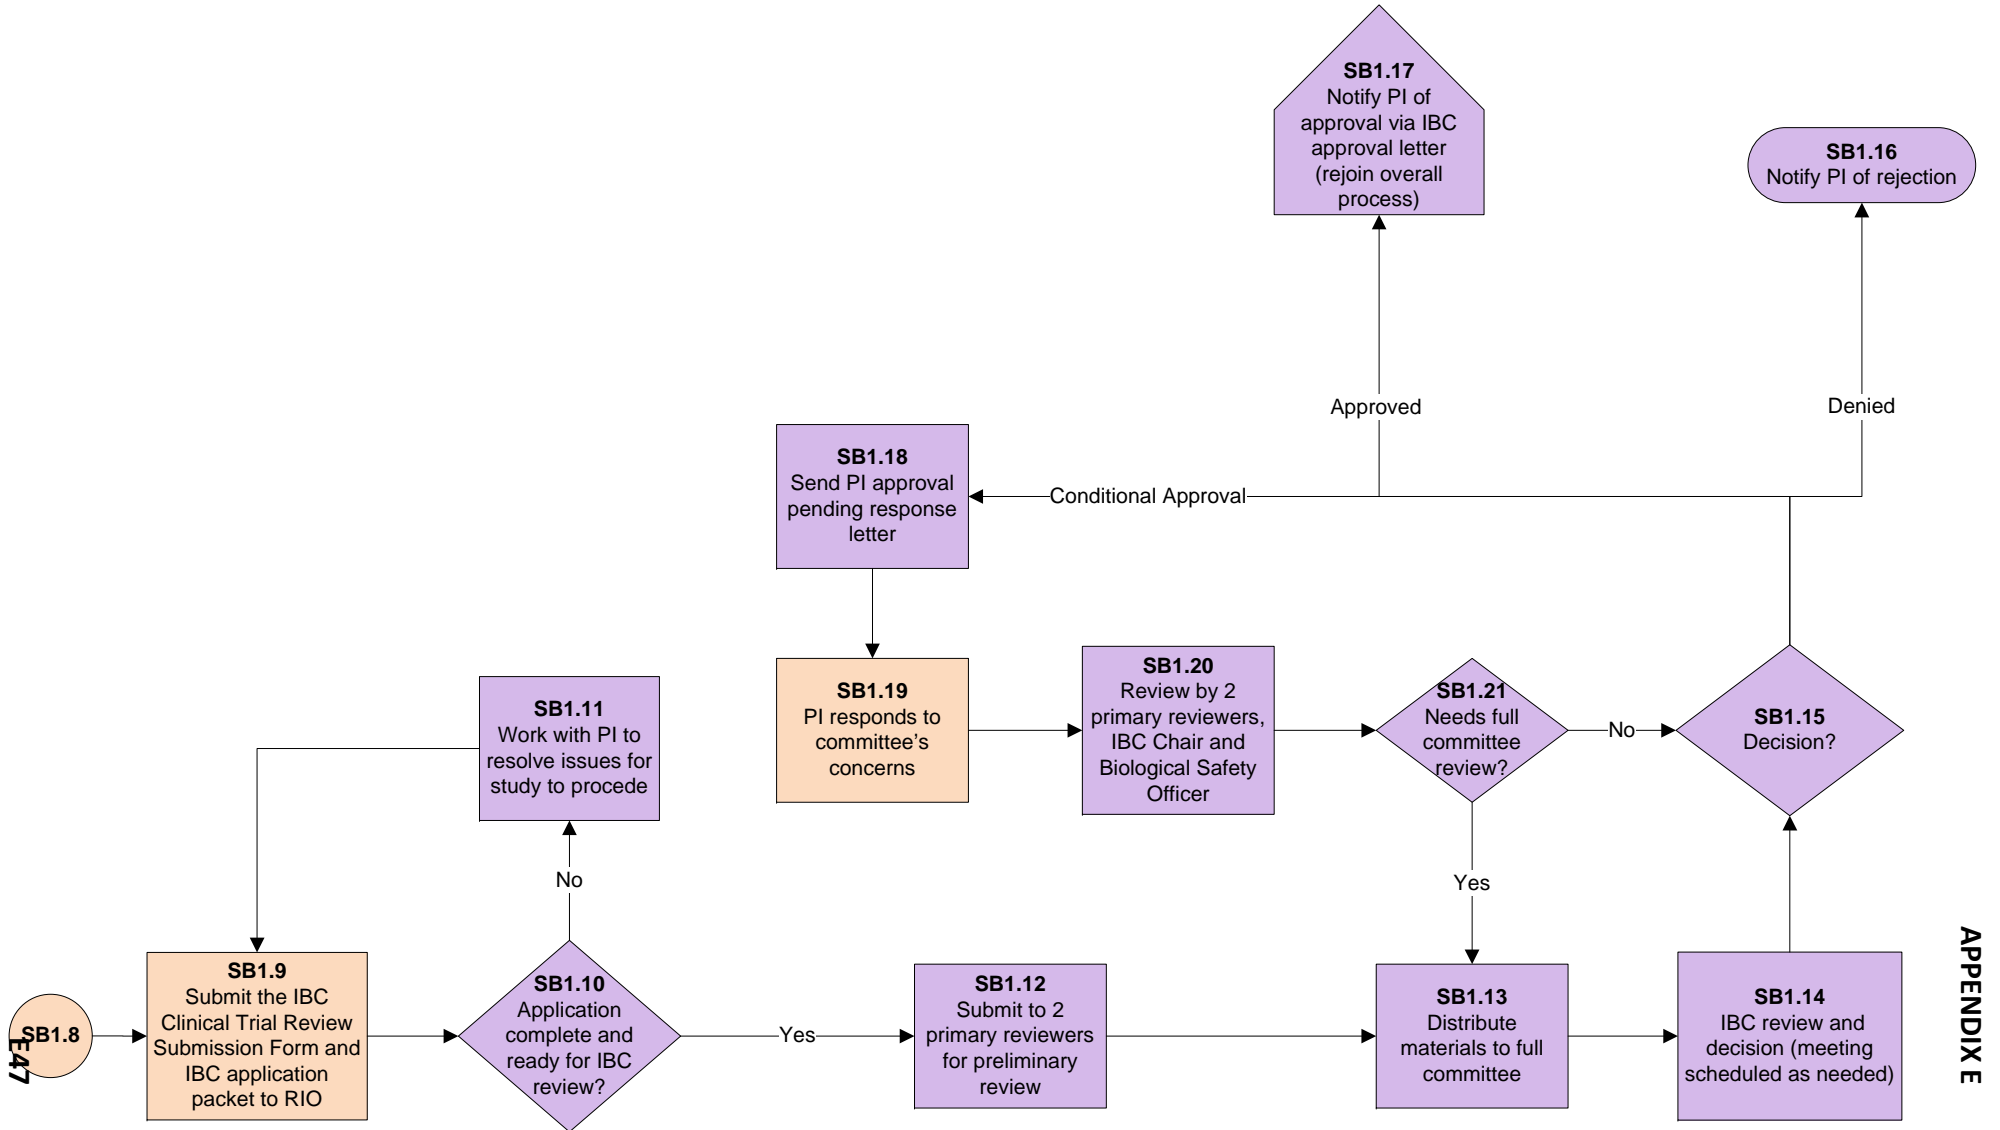 SB1.17
Notify PI of
approval via IBC
approval letter
(rejoin overall
process)
SB1.16
Notify PI of rejection
Approved
Denied
SB1.18
Send PI approval
pending response
letter
Conditional Approval
SB1.19
PI responds to
committee's
concerns
SB1.20
Review by 2
primary reviewers,
IBC Chair and
Biological Safety
Officer
SB1.21
Needs full
committee
review?
No
SB1.15
Decision?
SB1.11
Work with PI to
resolve issues for
study to procede
No
Yes
SB1.8
SB1.9
Submit the IBC
Clinical Trial Review
Submission Form and
IBC application
packet to RIO
SB1.10
Application
complete and
ready for IBC
review?
Yes
SB1.12
Submit to 2
primary reviewers
for preliminary
review
SB1.13
Distribute
materials to full
committee
SB1.14
IBC review and
decision (meeting
scheduled as needed)
APPENDIX E
E47